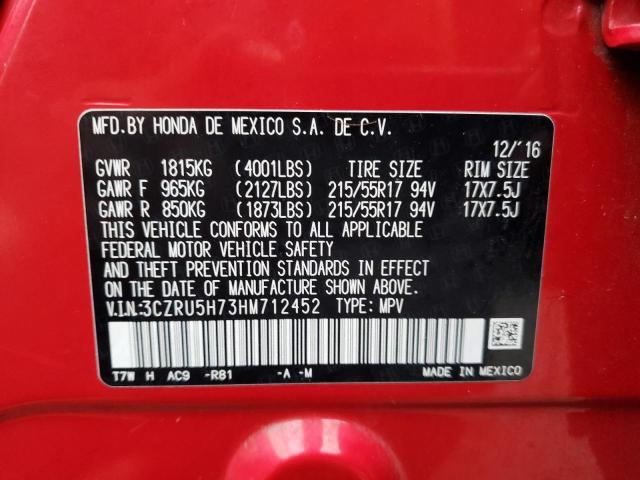 MFD.BY HONDA DE MEXICO S.A. DE C.V.
12/'16
GVWR 1815KG (4001LBS) TIRE SIZE RIM SIZE
GAWR F 965KG (2127LBS) 215/55R17 94V 17X7.5J
GAWR R 850KG (1873LBS) 215/55R17 94V 17X7.5J
THIS VEHICLE CONFORMS TO ALL APPLICABLE
FEDERAL MOTOR VEHICLE SAFETY
AND THEFT PREVENTION STANDARDS IN EFFECT
ON THE DATE OF MANUFACTURE SHOWN ABOVE.
V.I.N.:3CZRU5H73HM712452 TYPE: MPV
T7W H AC9 -R81 -A -M MADE IN MEXICO